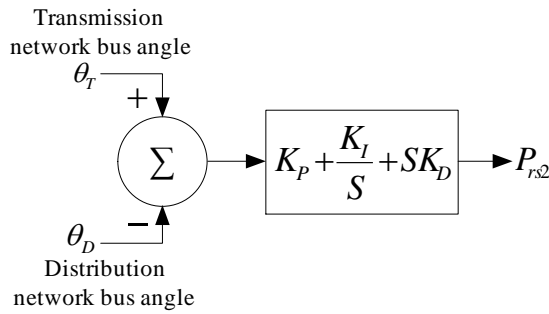 Transmission
network bus angle
θ_T
+
Σ
K_P + K_I/S + SK_D
P_rs2
−
θ_D
Distribution
network bus angle